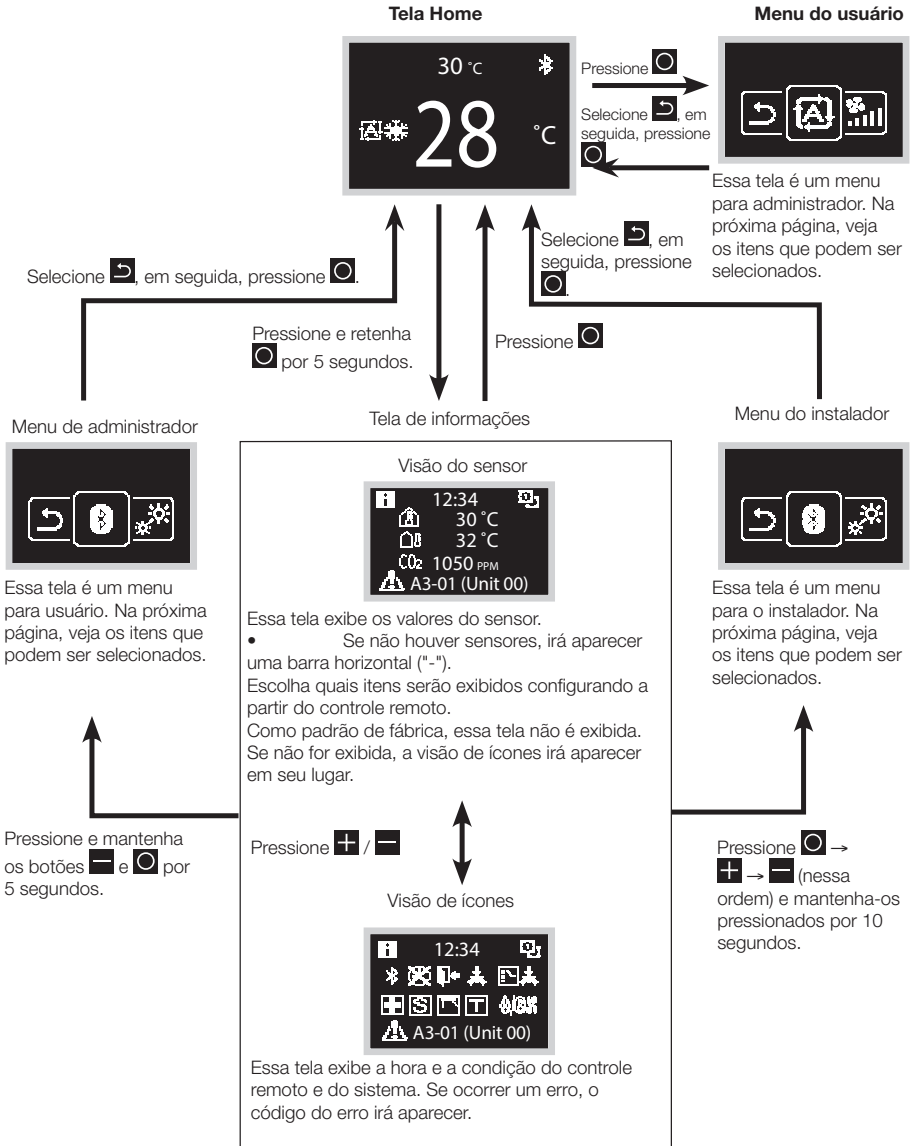 Tela Home
Menu do usuário
30 °C
28 °C
A
Pressione
Selecione , em
seguida, pressione
A
Essa tela é um menu
para administrador. Na
próxima página, veja
os itens que podem ser
selecionados.
Selecione , em seguida, pressione .
Pressione e retenha
por 5 segundos.
Pressione
Selecione , em
seguida, pressione
.
Menu de administrador
Essa tela é um menu
para usuário. Na próxima
página, veja os itens que
podem ser selecionados.
Tela de informações
Visão do sensor
i 12:34
30 °C
32 °C
CO2 1050 PPM
A3-01 (Unit 00)
Essa tela exibe os valores do sensor.
• Se não houver sensores, irá aparecer
uma barra horizontal ("-").
Escolha quais itens serão exibidos configurando a
partir do controle remoto.
Como padrão de fábrica, essa tela não é exibida.
Se não for exibida, a visão de ícones irá aparecer
em seu lugar.
Menu do instalador
Essa tela é um menu
para o instalador. Na
próxima página, veja
os itens que podem ser
selecionados.
Pressione e mantenha
os botões − e por
5 segundos.
Pressione + / −
Visão de ícones
i 12:34
S T
A3-01 (Unit 00)
Essa tela exibe a hora e a condição do controle
remoto e do sistema. Se ocorrer um erro, o
código do erro irá aparecer.
Pressione →
+ → − (nessa
ordem) e mantenha-os
pressionados por 10
segundos.